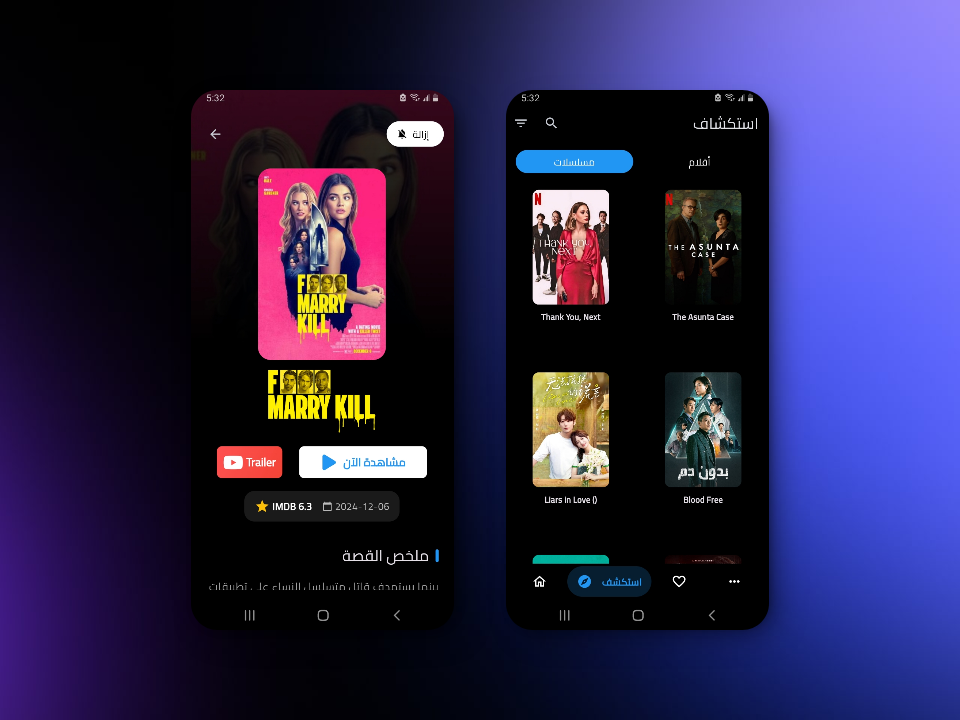 5:32
إزالة
F
MARRY
KILL
F
MARRY KILL
Trailer
مشاهدة الآن
IMDB 6.3
2024-12-06
ملخص القصة
بينما يستهدف قاتل متسلسل النساء على تطبيقات
5:32
استكشاف
مسلسلات
أفلام
N
THANK YOU,
NEXT
Thank You, Next
N
THE ASUNTA
CASE
The Asunta Case
Liars in Love ()
بدون دم
Blood Free
استكشف